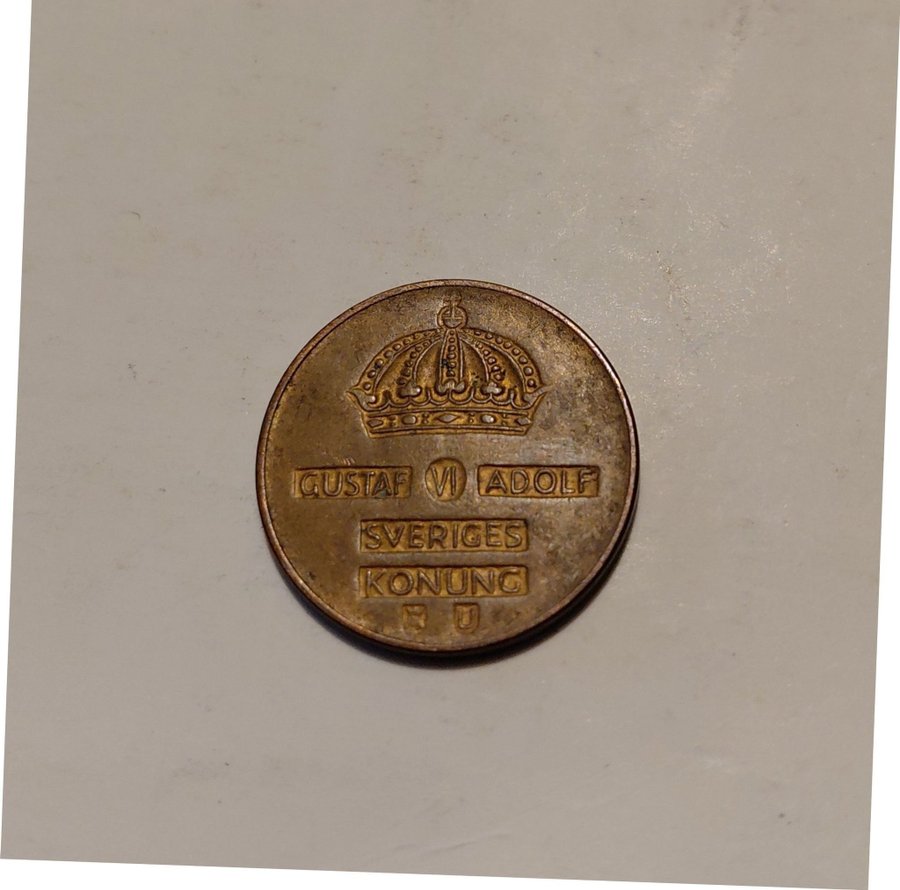 GUSTAF VI ADOLF
SVERIGES
KONUNG
U